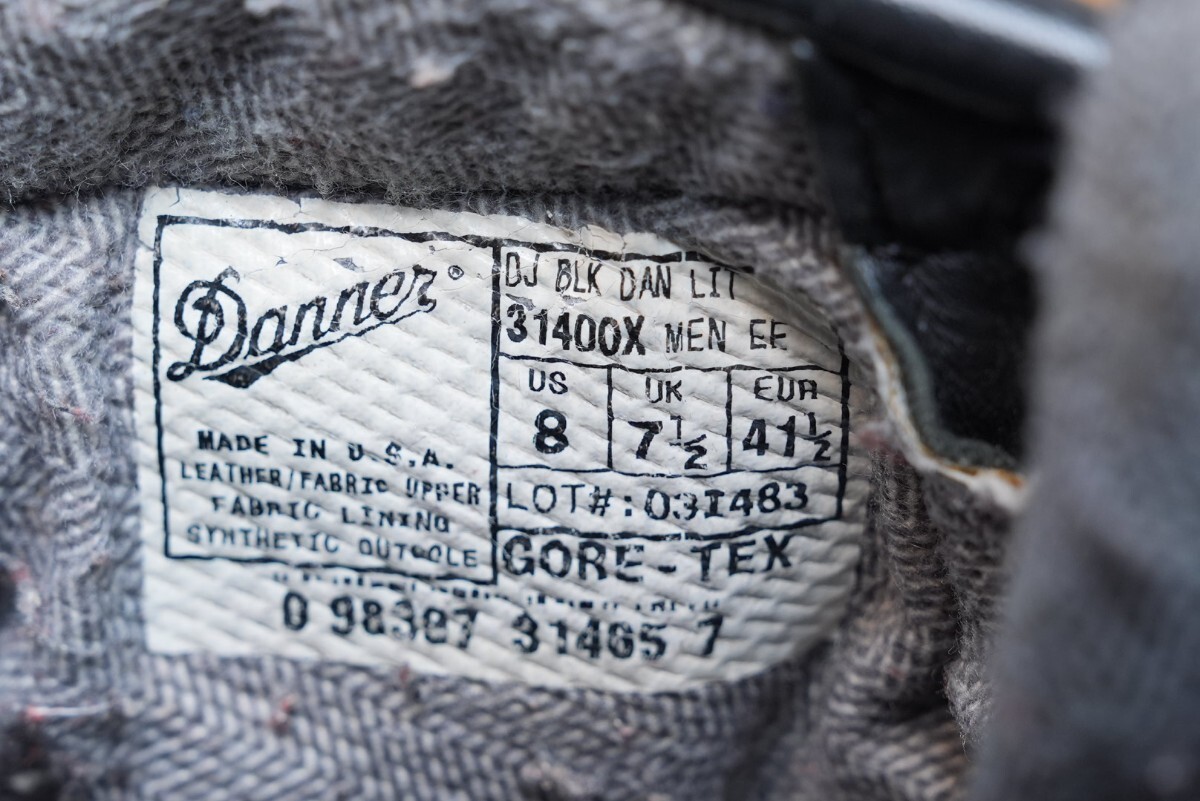 Danner®
MADE IN U.S.A.
LEATHER/FABRIC UPPER
FABRIC LINING
SYNTHETIC OUTSOLE
DJ BLK DAN LIT
31400X MEN EE
US UK EUR
8 7½ 41½
LOT#:031483
GORE-TEX
0 98387 31465 7